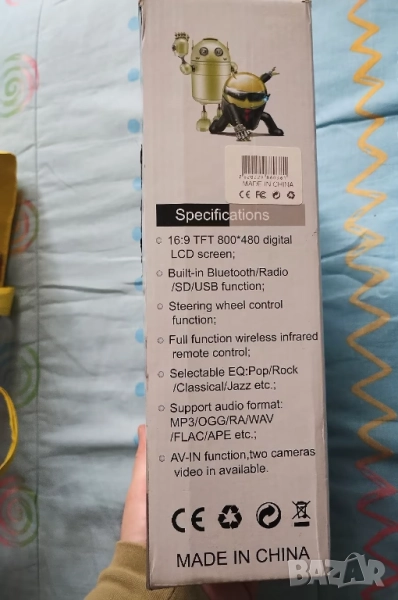 MADE IN CHINA
Specifications
16:9 TFT 800*480 digital
LCD screen;
Built-in Bluetooth/Radio
/SD/USB function;
Steering wheel control
function;
Full function wireless infrared
remote control;
Selectable EQ:Pop/Rock
/Classical/Jazz etc.;
Support audio format:
MP3/OGG/RA/WAV
/FLAC/APE etc.;
AV-IN function,two cameras
video in available.
CE
MADE IN CHINA
BAZAR